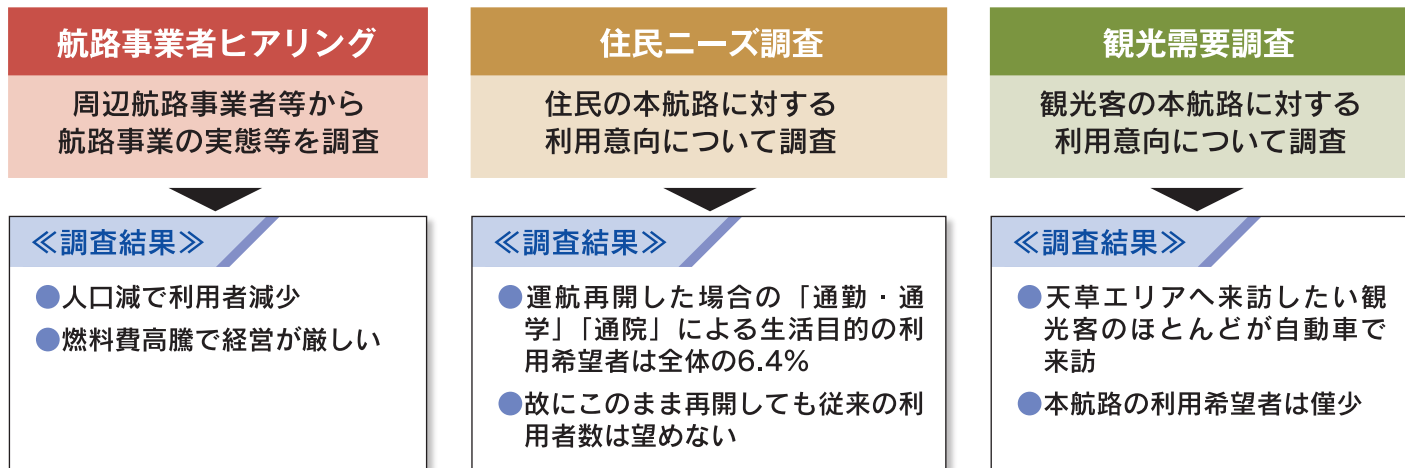 航路事業者ヒアリング
周辺航路事業者等から
航路事業の実態等を調査
≪調査結果≫
●人口減で利用者減少
●燃料費高騰で経営が厳しい
住民ニーズ調査
住民の本航路に対する
利用意向について調査
≪調査結果≫
●運航再開した場合の「通勤・通
学」「通院」による生活目的の利
用希望者は全体の6.4%
●故にこのまま再開しても従来の利
用者数は望めない
観光需要調査
観光客の本航路に対する
利用意向について調査
≪調査結果≫
●天草エリアへ来訪したい観
光客のほとんどが自動車で
来訪
●本航路の利用希望者は僅少